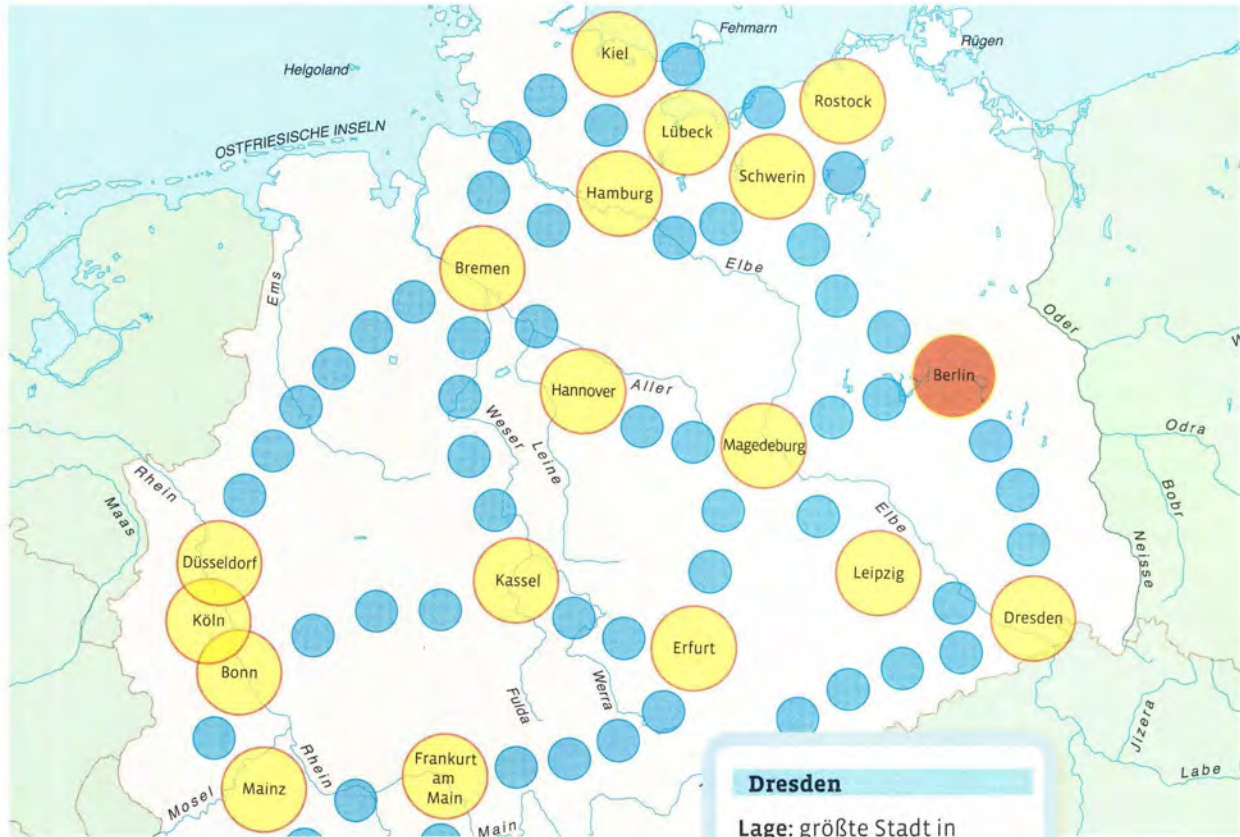 Fehmarn
Kiel
Rügen
Helgoland
Rostock
Lübeck
OSTFRIESISCHE INSELN
Schwerin
Hamburg
Bremen
Elbe
Ems
Oder
W
Berlin
Hannover
Aller
Weser
Leine
Magedeburg
Odra
Rhein
Maas
Bobr
Elbe
Neisse
Düsseldorf
Kassel
Leipzig
Köln
Dresden
Erfurt
Bonn
Werra
Fulda
Jizera
Rhein
Frankurt
am
Main
Labe
Mainz
Mosel
Main
Dresden
Lage: größte Stadt in